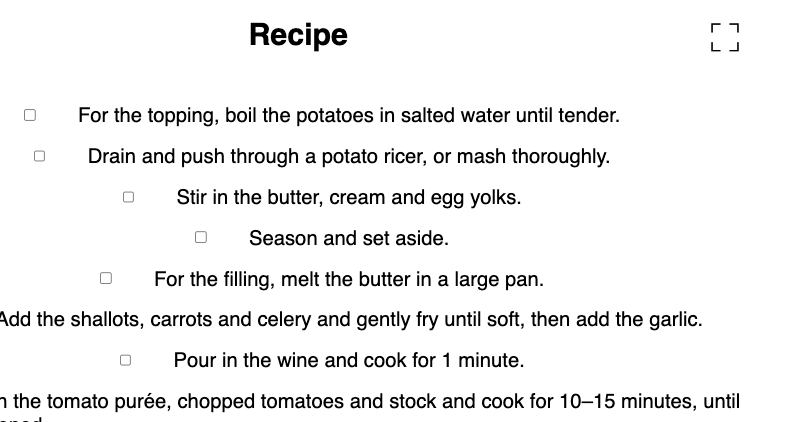 Recipe
For the topping, boil the potatoes in salted water until tender.
Drain and push through a potato ricer, or mash thoroughly.
Stir in the butter, cream and egg yolks.
Season and set aside.
For the filling, melt the butter in a large pan.
Add the shallots, carrots and celery and gently fry until soft, then add the garlic.
Pour in the wine and cook for 1 minute.
the tomato purée, chopped tomatoes and stock and cook for 10–15 minutes, until